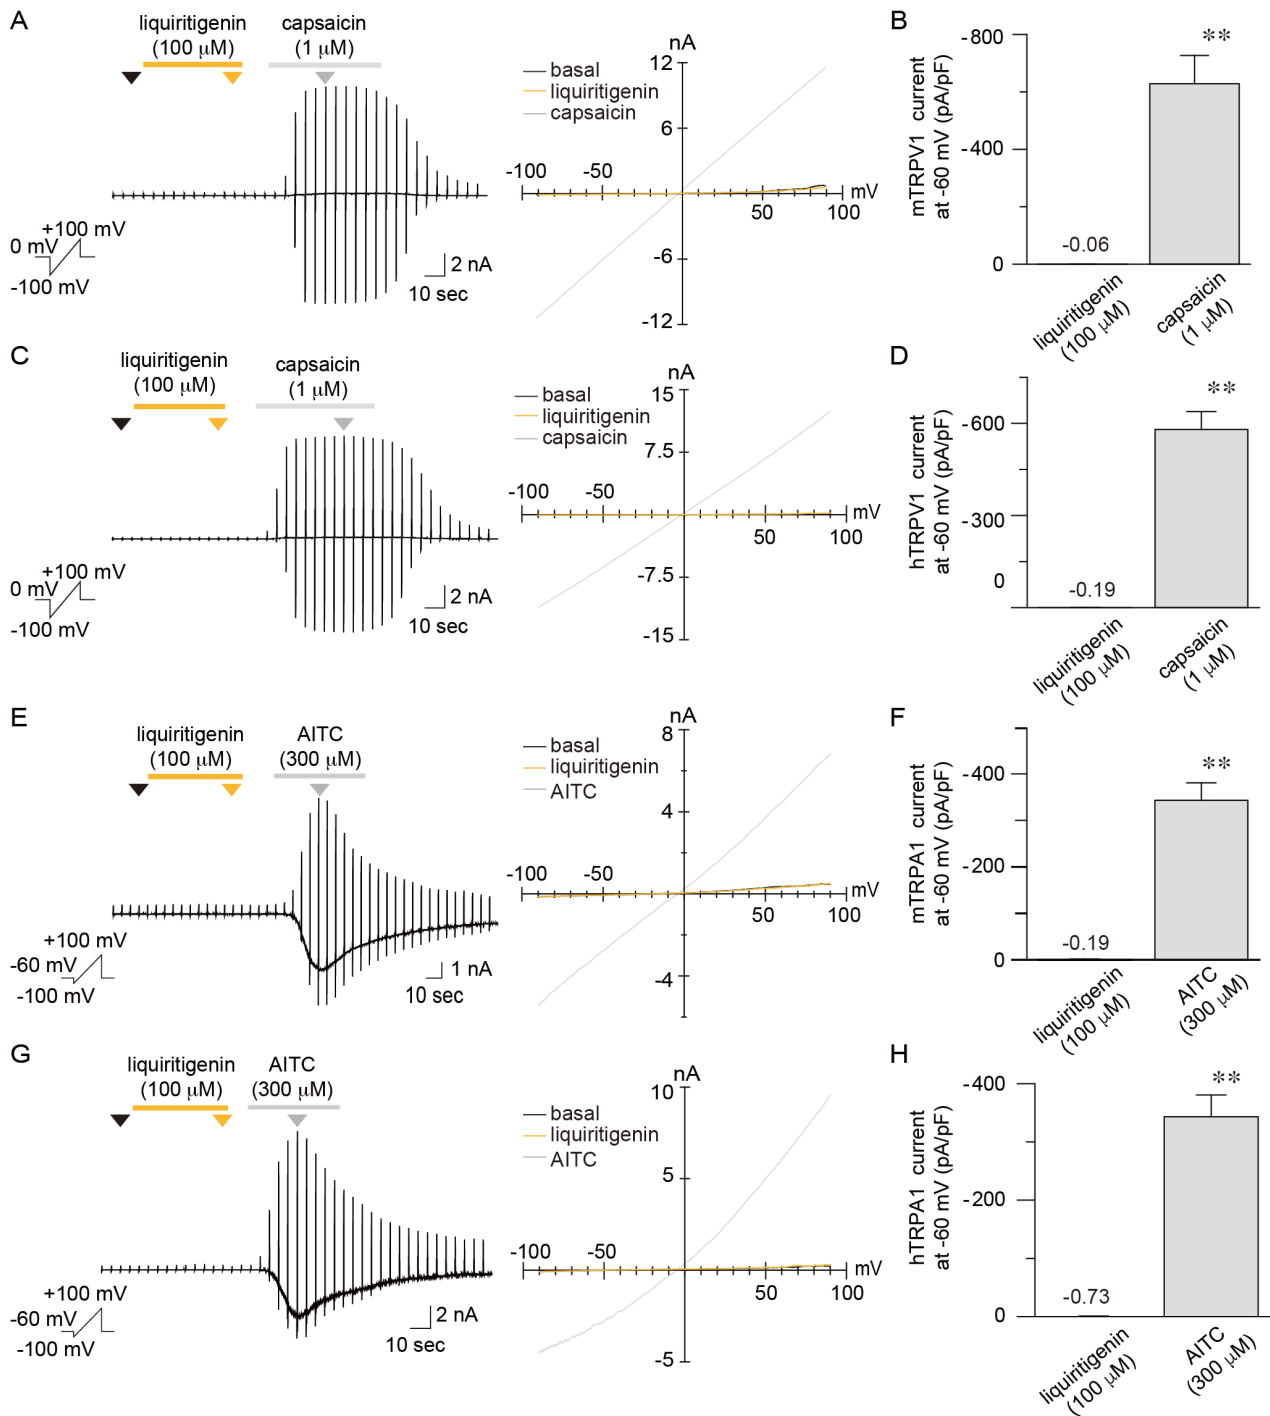 A
liquiritigenin
(100 µM)
capsaicin
(1 µM)
0 mV
+100 mV
-100 mV
2 nA
10 sec
nA
basal
liquiritigenin
capsaicin
12
6
-100
-50
mV
50
100
-6
-12
B
**
mTRPV1 current
at -60 mV (pA/pF)
-800
-400
0
-0.06
liquiritigenin
(100 µM)
capsaicin
(1 µM)
C
liquiritigenin
(100 µM)
capsaicin
(1 µM)
0 mV
+100 mV
-100 mV
2 nA
10 sec
nA
basal
liquiritigenin
capsaicin
15
7.5
-100
-50
mV
50
100
-7.5
-15
D
**
hTRPV1 current
at -60 mV (pA/pF)
-600
-300
0
-0.19
liquiritigenin
(100 µM)
capsaicin
(1 µM)
E
liquiritigenin
(100 µM)
AITC
(300 µM)
+100 mV
-60 mV
-100 mV
1 nA
10 sec
nA
basal
liquiritigenin
AITC
8
4
-100
-50
mV
50
100
-4
F
**
mTRPA1 current
at -60 mV (pA/pF)
-400
-200
0
-0.19
liquiritigenin
(100 µM)
AITC
(300 µM)
G
liquiritigenin
(100 µM)
AITC
(300 µM)
+100 mV
-60 mV
-100 mV
2 nA
10 sec
nA
basal
liquiritigenin
AITC
10
5
-100
-50
mV
50
100
-5
H
**
hTRPA1 current
at -60 mV (pA/pF)
-400
-200
0
-0.73
liquiritigenin
(100 µM)
AITC
(300 µM)